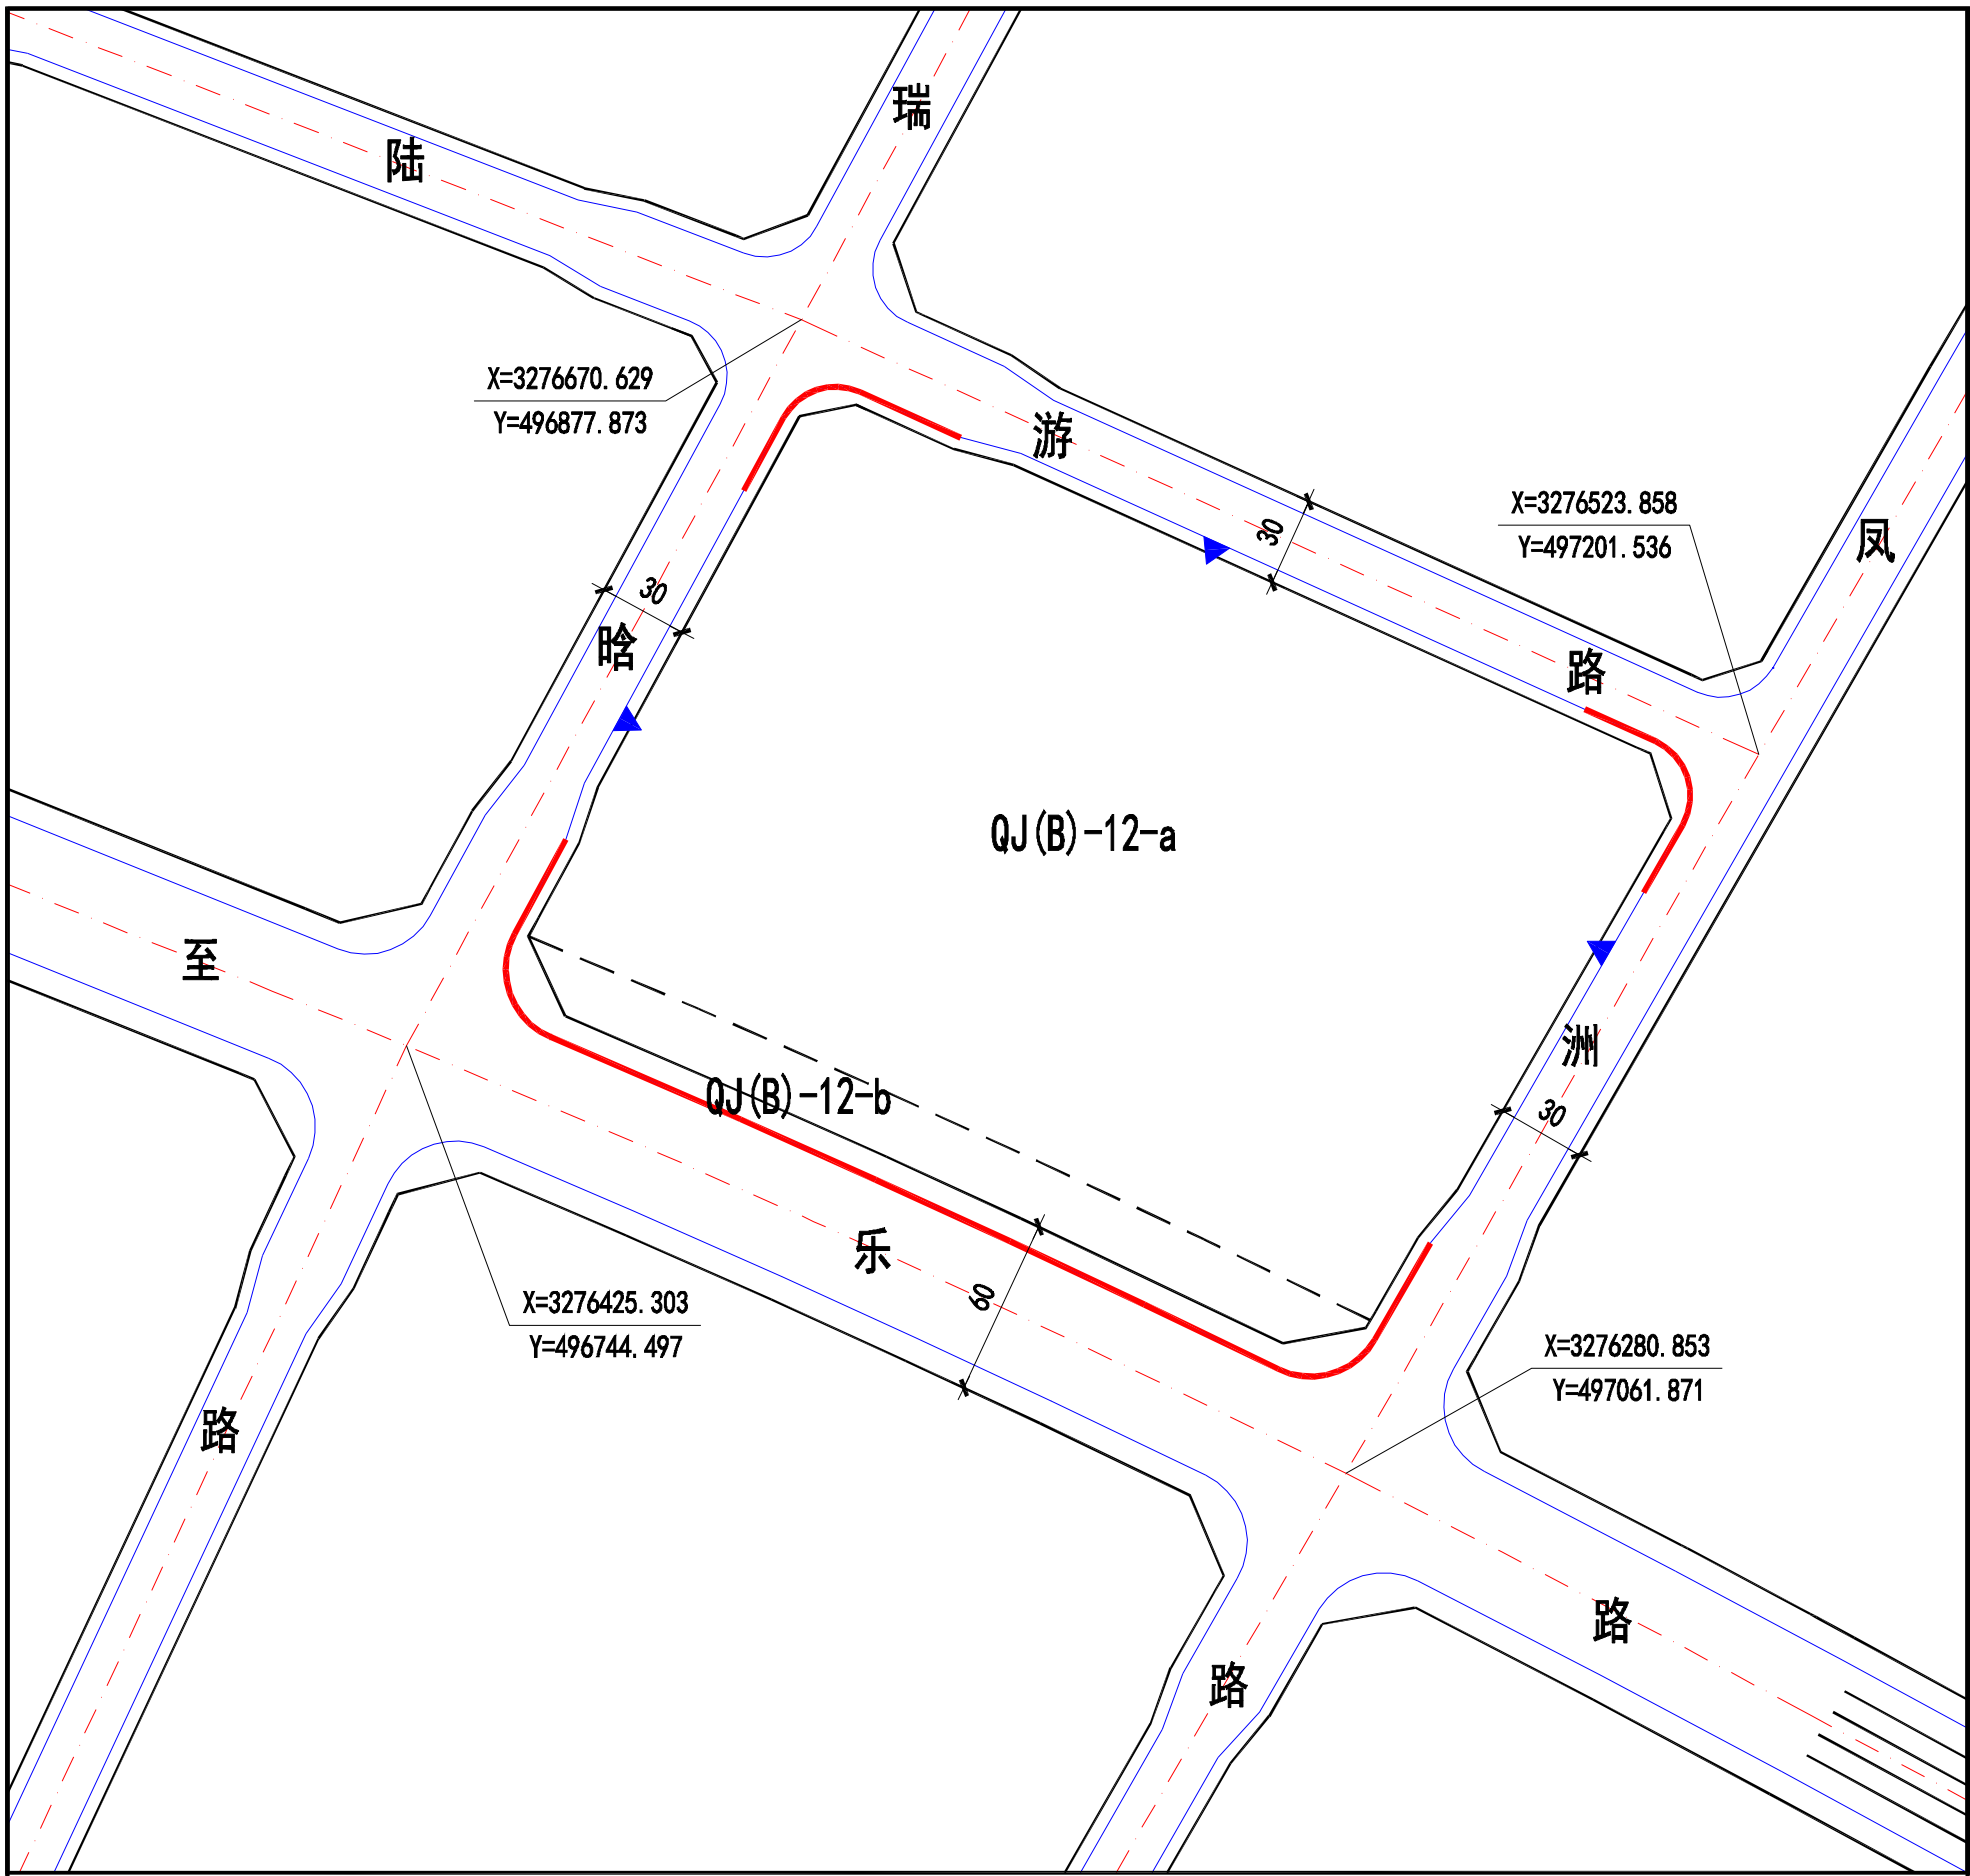 瑞
陆
X=3276670.629
Y=496877.873
游
X=3276523.858
Y=497201.536
30
凤
30
晗
路
QJ(B)-12-a
至
洲
QJ(B)-12-b
30
乐
60
X=3276425.303
Y=496744.497
X=3276280.853
Y=497061.871
路
路
路